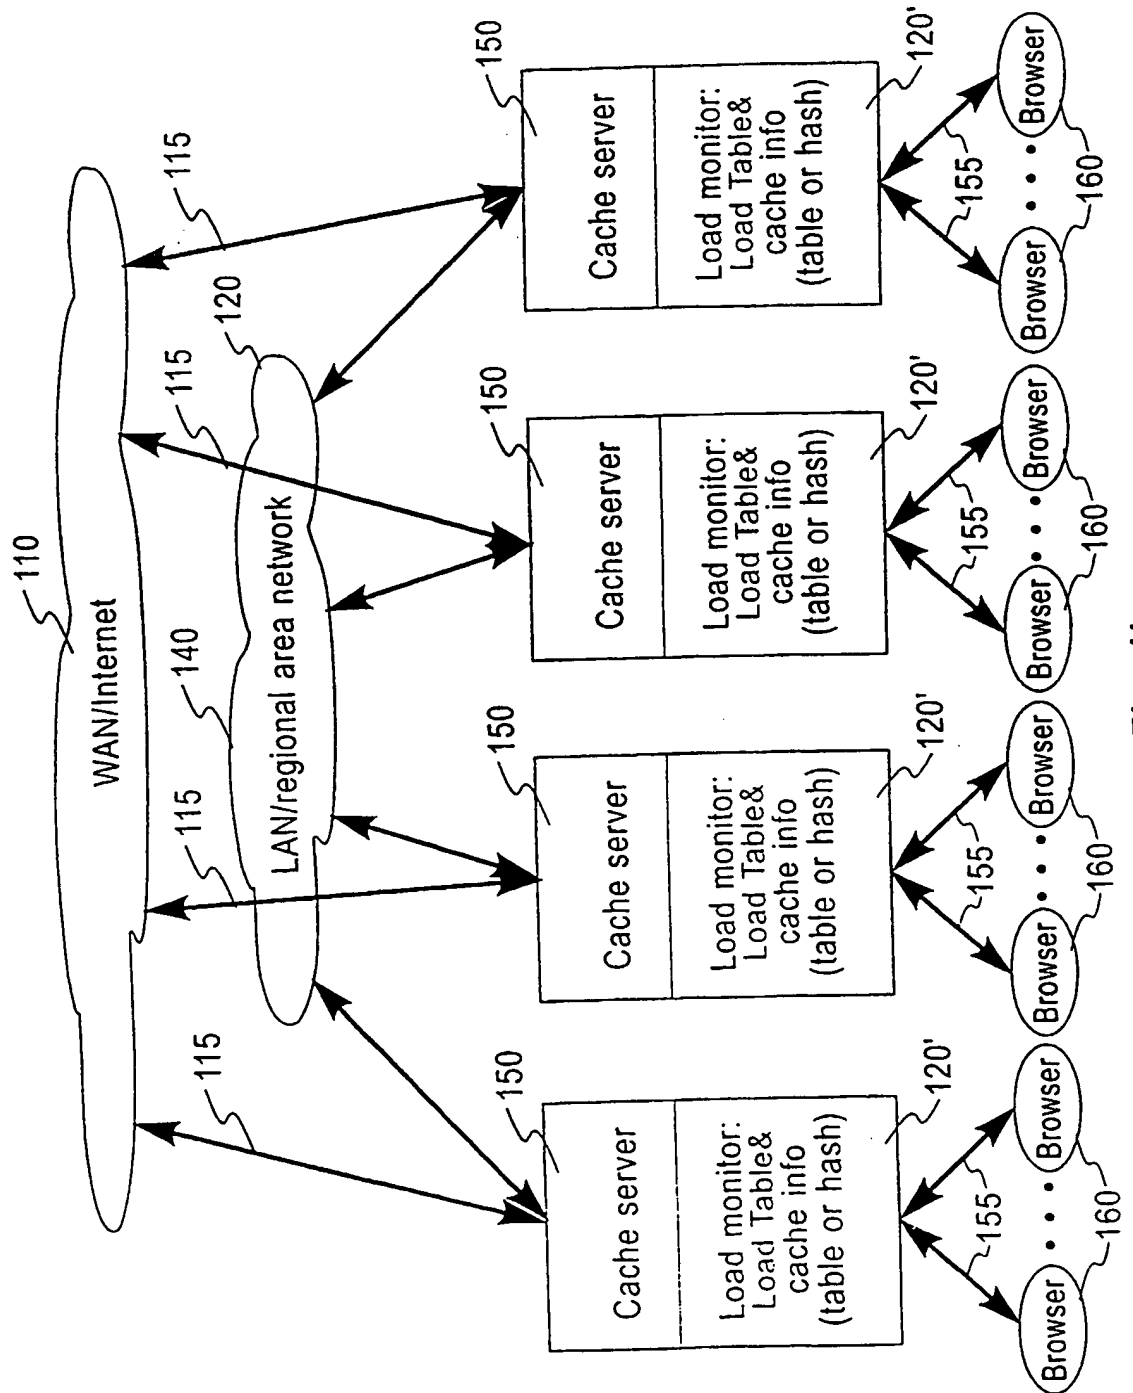 110
WAN/Internet
115
115
140
115
120
115
LAN/regional area network
150
150
150
150
Cache server
Load monitor:
Load Table&
cache info
(table or hash)
120'
Cache server
Load monitor:
Load Table&
cache info
(table or hash)
120'
Cache server
Load monitor:
Load Table&
cache info
(table or hash)
120'
Cache server
Load monitor:
Load Table&
cache info
(table or hash)
120'
155
155
155
155
Browser
Browser
Browser
Browser
Browser
Browser
Browser
Browser
160
160
160
160
160
160
160
160